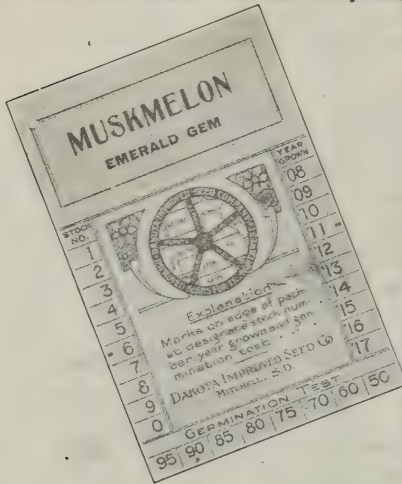 MUSKMELON
EMERALD GEM
STOCK NO.
1
2
3
4
5
6
7
8
9
0
YEAR GROWN
'08
'09
'10
'11
'12
'13
'14
'15
'16
'17
Explanation
Marks on edge of pack-
et designate stock num-
ber, year grown and ger-
mination test
DAKOTA IMPROVED SEED CO
MITCHELL, S.D.
GERMINATION TEST
95 90 85 80 75 70 60 50